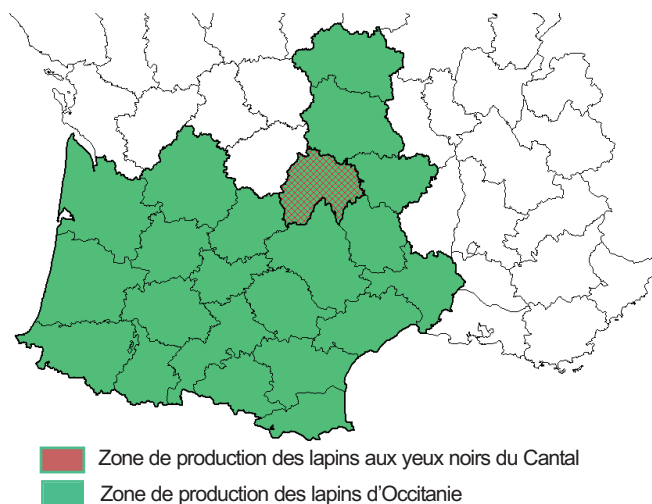 Zone de production des lapins aux yeux noirs du Cantal
Zone de production des lapins d'Occitanie